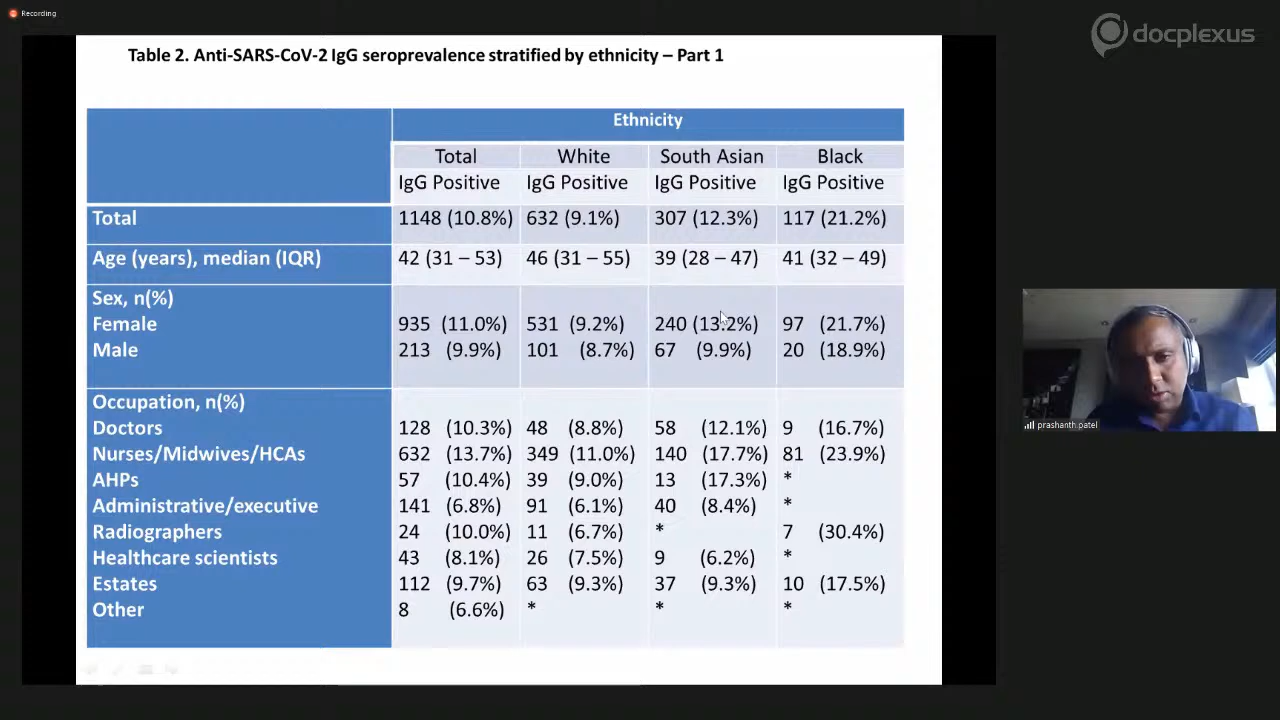 Recording
docplexus
Table 2. Anti-SARS-CoV-2 IgG seroprevalence stratified by ethnicity – Part 1
Ethnicity
Total White South Asian Black
IgG Positive IgG Positive IgG Positive IgG Positive
Total 1148 (10.8%) 632 (9.1%) 307 (12.3%) 117 (21.2%)
Age (years), median (IQR) 42 (31 – 53) 46 (31 – 55) 39 (28 – 47) 41 (32 – 49)
Sex, n(%)
Female 935 (11.0%) 531 (9.2%) 240 (13.2%) 97 (21.7%)
Male 213 (9.9%) 101 (8.7%) 67 (9.9%) 20 (18.9%)
Occupation, n(%)
Doctors 128 (10.3%) 48 (8.8%) 58 (12.1%) 9 (16.7%)
Nurses/Midwives/HCAs 632 (13.7%) 349 (11.0%) 140 (17.7%) 81 (23.9%)
AHPs 57 (10.4%) 39 (9.0%) 13 (17.3%) *
Administrative/executive 141 (6.8%) 91 (6.1%) 40 (8.4%) *
Radiographers 24 (10.0%) 11 (6.7%) * 7 (30.4%)
Healthcare scientists 43 (8.1%) 26 (7.5%) 9 (6.2%) *
Estates 112 (9.7%) 63 (9.3%) 37 (9.3%) 10 (17.5%)
Other 8 (6.6%) * * *
prashanth.patel